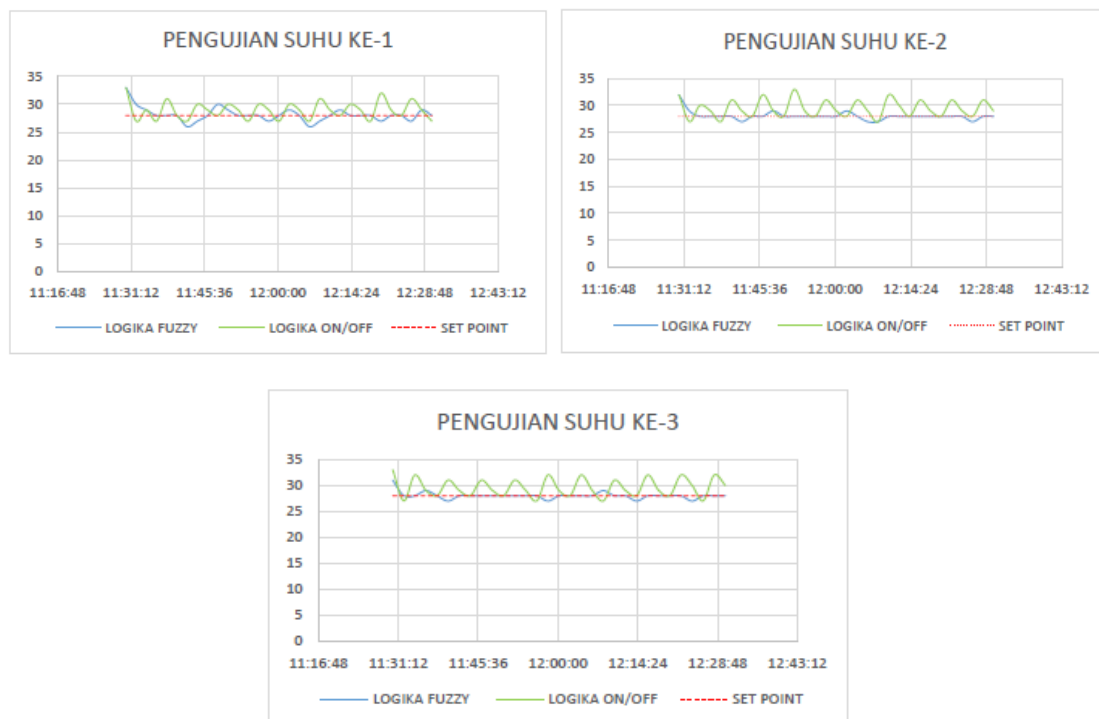 PENGUJIAN SUHU KE-1
35
30
25
20
15
10
5
0
11:16:48 11:31:12 11:45:36 12:00:00 12:14:24 12:28:48 12:43:12
LOGIKA FUZZY LOGIKA ON/OFF SET POINT
PENGUJIAN SUHU KE-2
35
30
25
20
15
10
5
0
11:16:48 11:31:12 11:45:36 12:00:00 12:14:24 12:28:48 12:43:12
LOGIKA FUZZY LOGIKA ON/OFF SET POINT
PENGUJIAN SUHU KE-3
35
30
25
20
15
10
5
0
11:16:48 11:31:12 11:45:36 12:00:00 12:14:24 12:28:48 12:43:12
LOGIKA FUZZY LOGIKA ON/OFF SET POINT